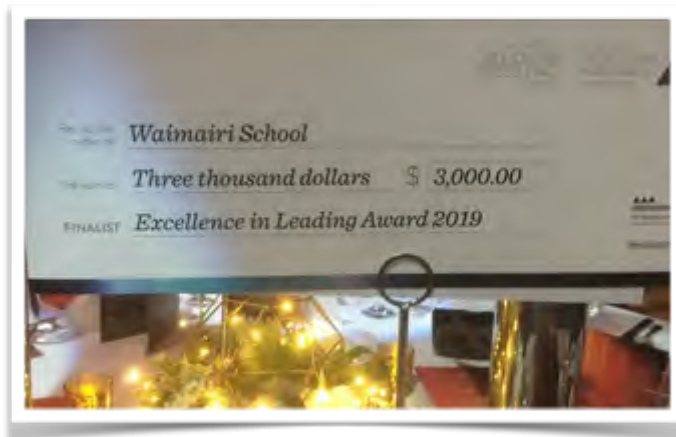 Waimairi School
Three thousand dollars $ 3,000.00
FINALIST Excellence in Leading Award 2019